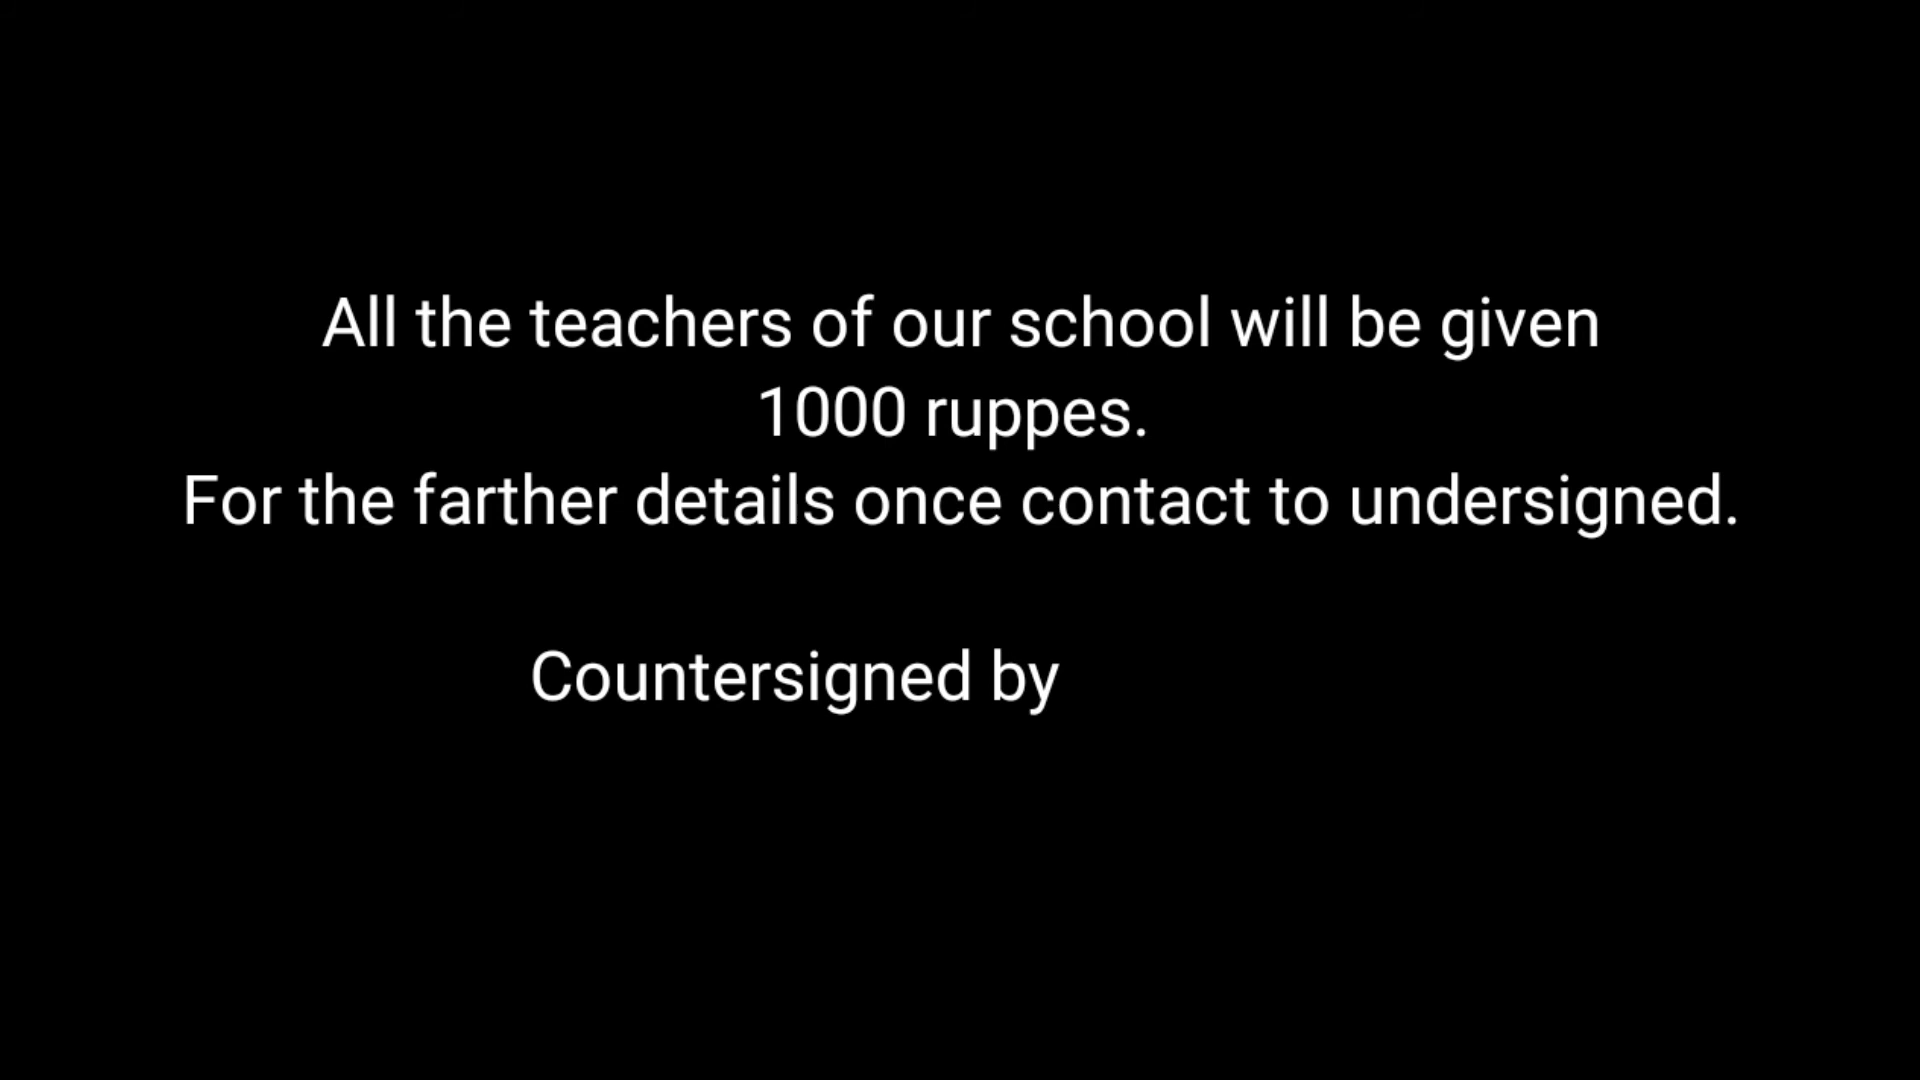 All the teachers of our school will be given
1000 ruppes.
For the farther details once contact to undersigned.
Countersigned by